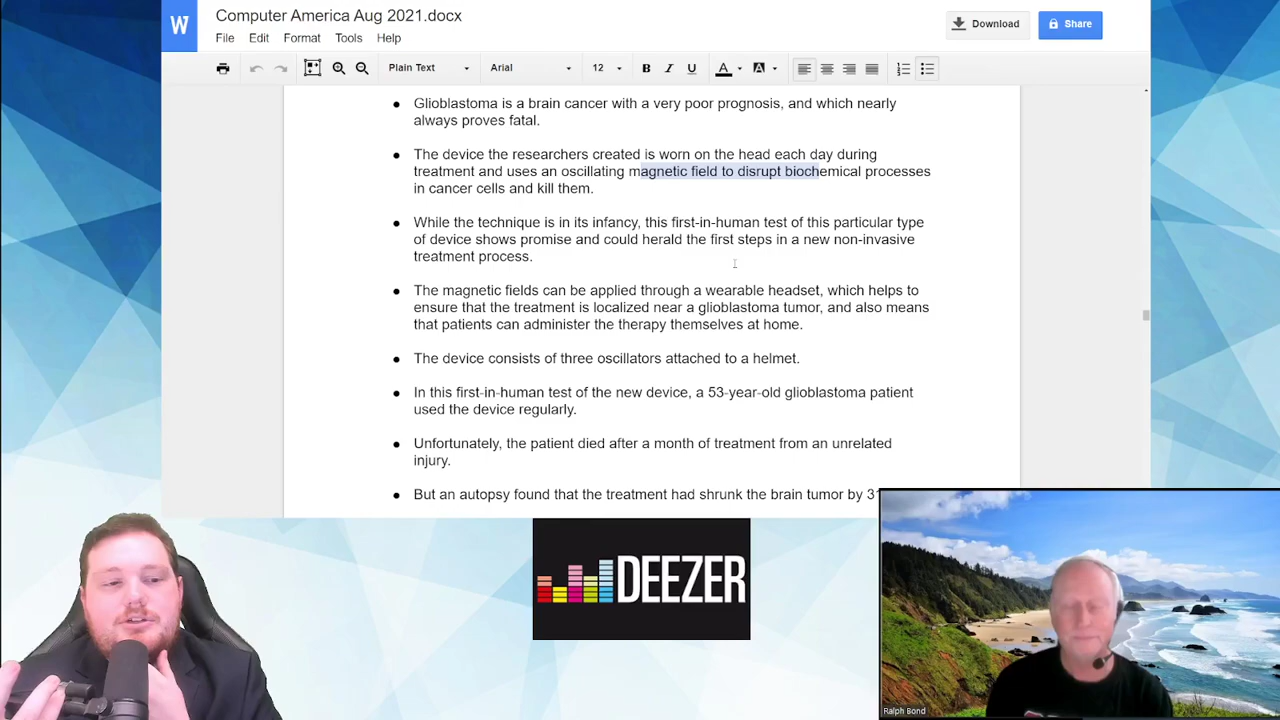 Computer America Aug 2021.docx
W
File Edit Format Tools Help
Download
Share
Plain Text
Arial
12
B I U A A
Glioblastoma is a brain cancer with a very poor prognosis, and which nearly
always proves fatal.
The device the researchers created is worn on the head each day during
treatment and uses an oscillating magnetic field to disrupt biochemical processes
in cancer cells and kill them.
While the technique is in its infancy, this first-in-human test of this particular type
of device shows promise and could herald the first steps in a new non-invasive
treatment process.
The magnetic fields can be applied through a wearable headset, which helps to
ensure that the treatment is localized near a glioblastoma tumor, and also means
that patients can administer the therapy themselves at home.
The device consists of three oscillators attached to a helmet.
In this first-in-human test of the new device, a 53-year-old glioblastoma patient
used the device regularly.
Unfortunately, the patient died after a month of treatment from an unrelated
injury.
But an autopsy found that the treatment had shrunk the brain tumor by
DEEZER
Ralph Bond